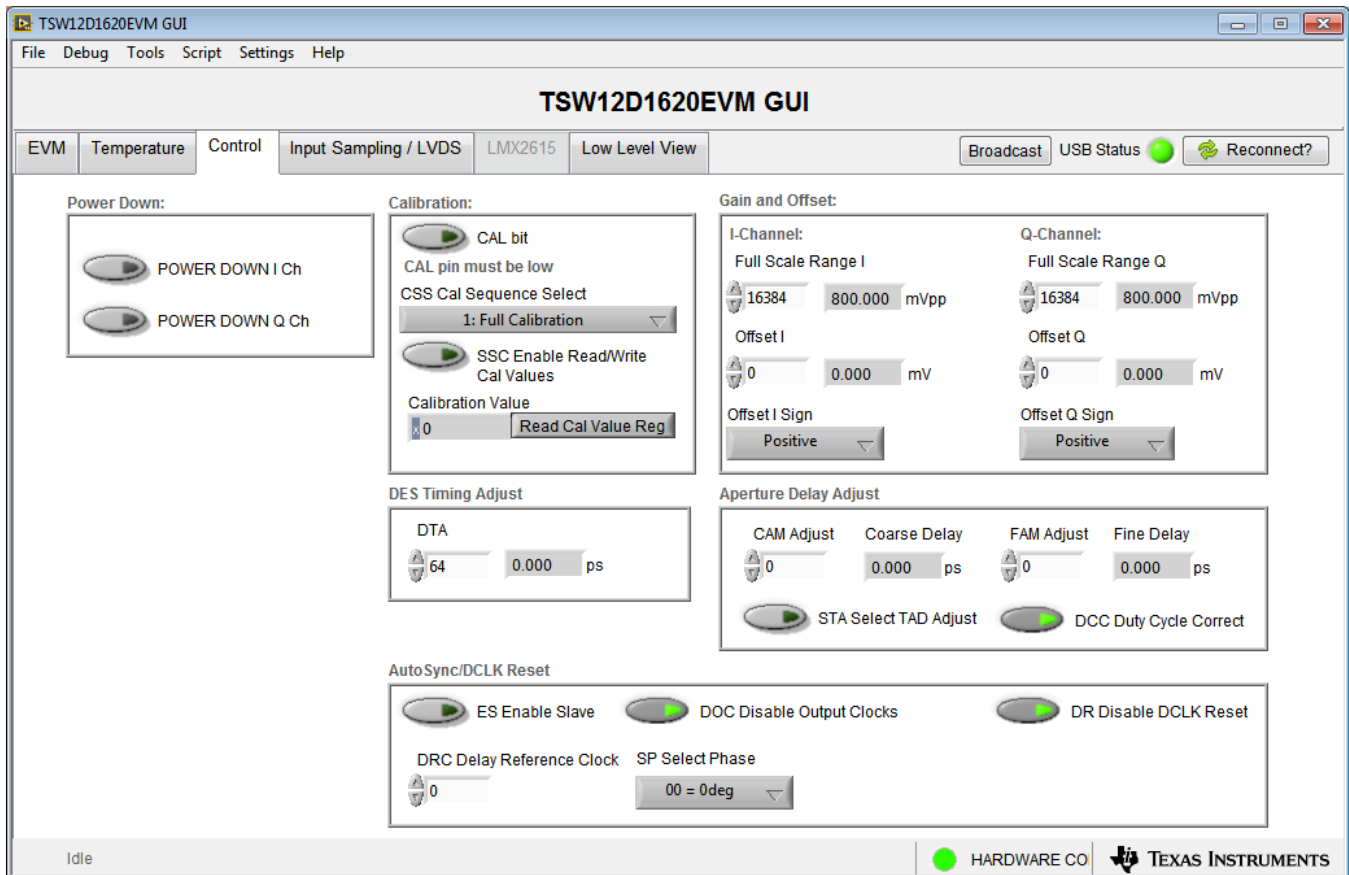 TSW12D1620EVM GUI
File Debug Tools Script Settings Help
TSW12D1620EVM GUI
EVM Temperature Control Input Sampling / LVDS LMX2615 Low Level View Broadcast USB Status Reconnect?
Power Down:
POWER DOWN I Ch
POWER DOWN Q Ch
Calibration:
CAL bit
CAL pin must be low
CSS Cal Sequence Select
1: Full Calibration
SSC Enable Read/Write
Cal Values
Calibration Value
x 0 Read Cal Value Reg
Gain and Offset:
I-Channel: Q-Channel:
Full Scale Range I Full Scale Range Q
16384 800.000 mVpp 16384 800.000 mVpp
Offset I Offset Q
0 0.000 mV 0 0.000 mV
Offset I Sign Offset Q Sign
Positive Positive
DES Timing Adjust
DTA
64 0.000 ps
Aperture Delay Adjust
CAM Adjust Coarse Delay FAM Adjust Fine Delay
0 0.000 ps 0 0.000 ps
STA Select TAD Adjust DCC Duty Cycle Correct
AutoSync/DCLK Reset
ES Enable Slave DOC Disable Output Clocks DR Disable DCLK Reset
DRC Delay Reference Clock SP Select Phase
0 00 = 0deg
Idle HARDWARE CO TEXAS INSTRUMENTS